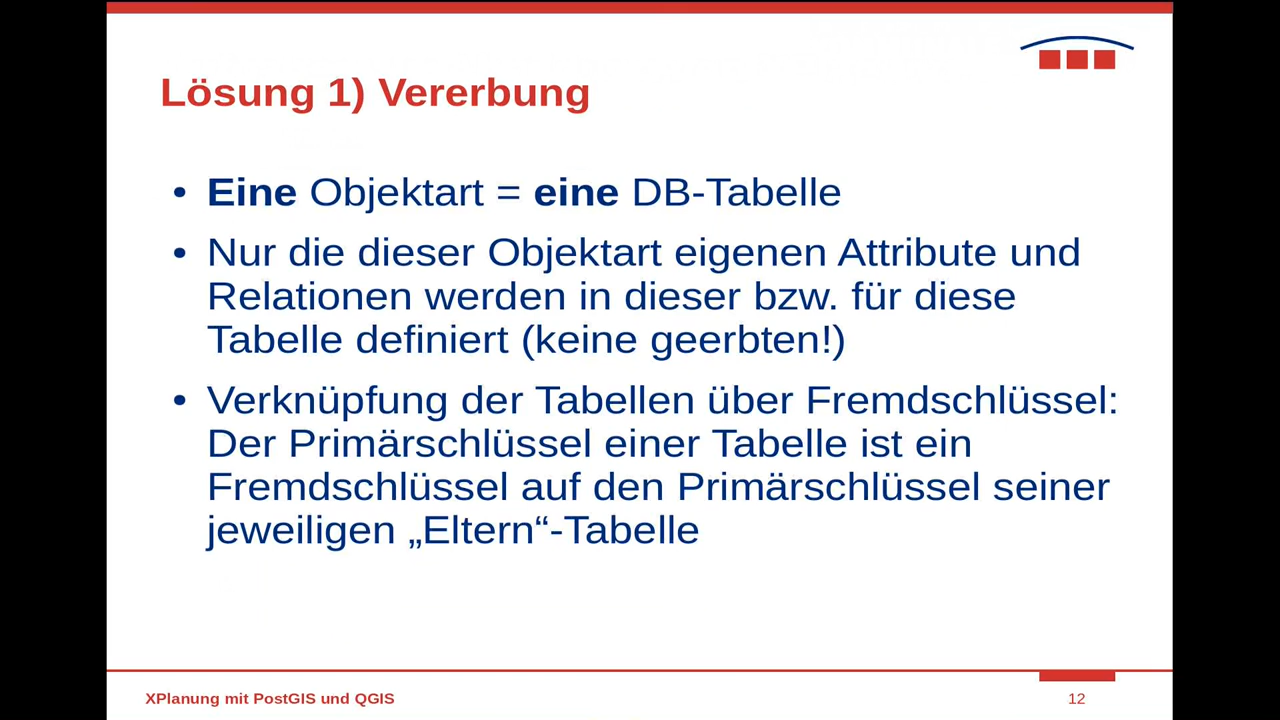 Lösung 1) Vererbung
• Eine Objektart = eine DB-Tabelle
• Nur die dieser Objektart eigenen Attribute und
Relationen werden in dieser bzw. für diese
Tabelle definiert (keine geerbten!)
• Verknüpfung der Tabellen über Fremdschlüssel:
Der Primärschlüssel einer Tabelle ist ein
Fremdschlüssel auf den Primärschlüssel seiner
jeweiligen „Eltern“-Tabelle
XPlanung mit PostGIS und QGIS
12